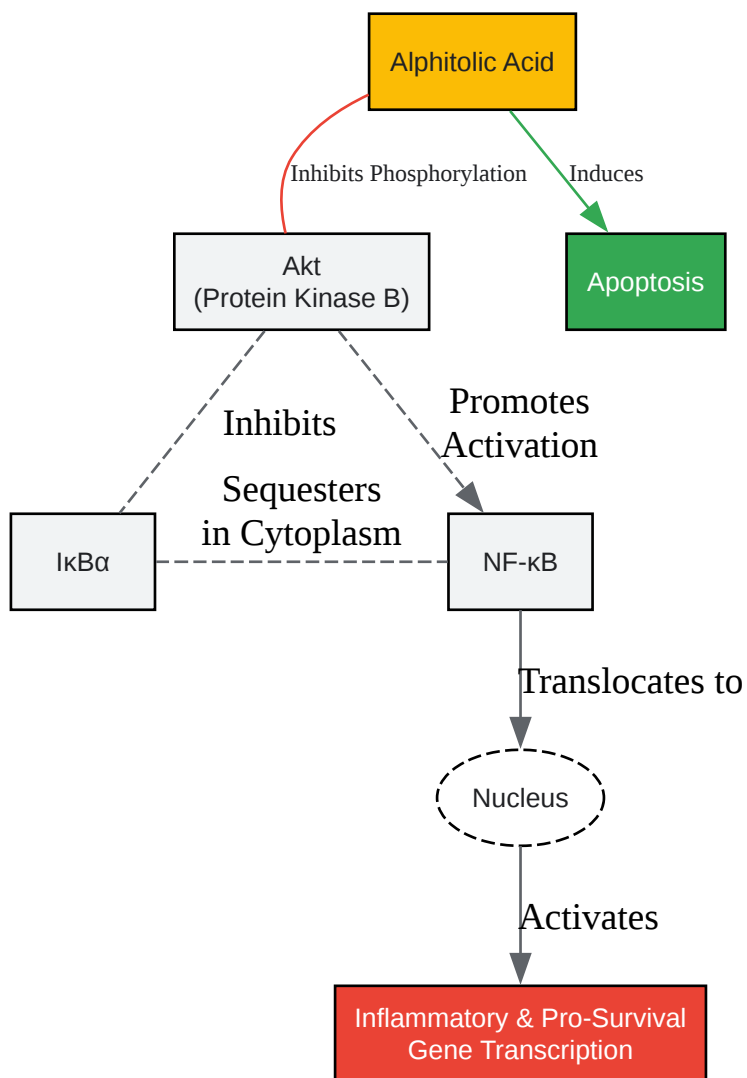 Alphitolic Acid
Inhibits Phosphorylation
Induces
Akt
(Protein Kinase B)
Apoptosis
Inhibits
Promotes
Activation
Sequesters
in Cytoplasm
IκBα
NF-κB
Translocates to
Nucleus
Activates
Inflammatory & Pro-Survival
Gene Transcription